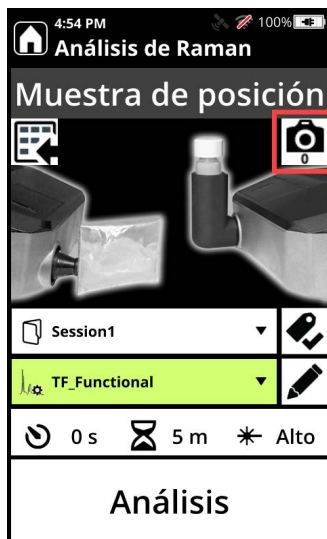 4:54 PM
100%
Análisis de Raman
Muestra de posición
0
Session1
TF_Functional
0 s
5 m
Alto
Análisis